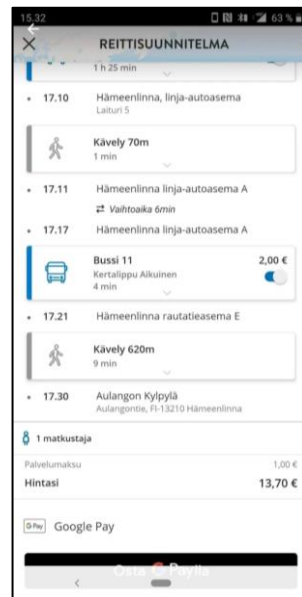 15.32
63 %
REITTISUUNNITELMA
1 h 25 min
17.10 Hämeenlinna, linja-autoasema
Laituri 5
Kävely 70m
1 min
17.11 Hämeenlinna linja-autoasema A
Vaihtoaika 6min
17.17 Hämeenlinna linja-autoasema A
Bussi 11 2,00 €
Kertalippu Aikuinen
4 min
17.21 Hämeenlinna rautatieasema E
Kävely 620m
9 min
17.30 Aulangon Kylpylä
Aulangontie, FI-13210 Hämeenlinna
1 matkustaja
Palvelumaksu 1,00 €
Hintasi 13,70 €
G Pay Google Pay
Osta G Paylla